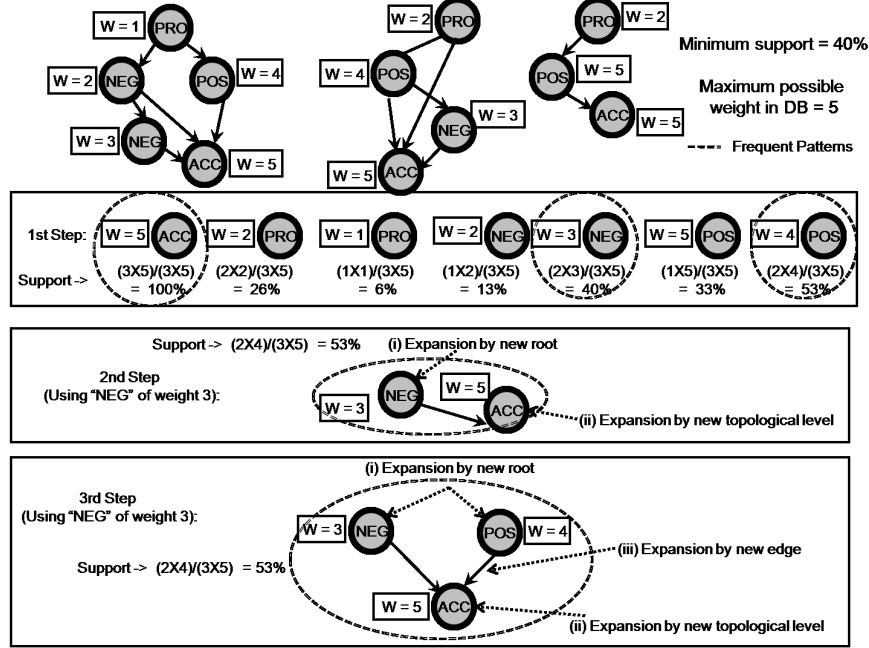 W = 1 PRO
W = 2 NEG POS W = 4
W = 3 NEG
ACC W = 5
W = 2 PRO
W = 4 POS
NEG W = 3
W = 5 ACC
PRO W = 2
POS W = 5
ACC W = 5
Minimum support = 40%
Maximum possible
weight in DB = 5
Frequent Patterns
1st Step: W = 5 ACC W = 2 PRO W = 1 PRO W = 2 NEG W = 3 NEG W = 5 POS W = 4 POS
Support -> (3X5)/(3X5) (2X2)/(3X5) (1X1)/(3X5) (1X2)/(3X5) (2X3)/(3X5) (1X5)/(3X5) (2X4)/(3X5)
= 100% = 26% = 6% = 13% = 40% = 33% = 53%
Support -> (2X4)/(3X5) = 53% (i) Expansion by new root
2nd Step
(Using "NEG" of weight 3):
W = 3 NEG W = 5 ACC
(ii) Expansion by new topological level
(i) Expansion by new root
3rd Step
(Using "NEG" of weight 3):
W = 3 NEG POS W = 4
(iii) Expansion by new edge
Support -> (2X4)/(3X5) = 53%
W = 5 ACC
(ii) Expansion by new topological level